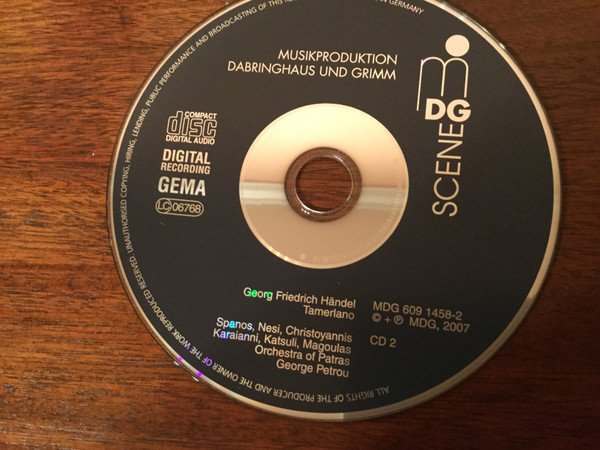 MUSIKPRODUKTION
DABRINGHAUS UND GRIMM
MDG
SCENE
COMPACT
disc
DIGITAL AUDIO
DIGITAL
RECORDING
GEMA
LC 06768
Georg Friedrich Händel
Tamerlano
Spanos, Nesi, Christoyannis
Karaianni, Katsuli, Magoulas
Orchestra of Patras
George Petrou
MDG 609 1458-2
© + ℗ MDG, 2007
CD 2
ALL RIGHTS OF THE PRODUCER AND THE OWNER OF THE WORK REPRODUCED RESERVED. UNAUTHORISED COPYING, HIRING, LENDING, PUBLIC PERFORMANCE AND BROADCASTING OF THIS RE
GERMANY